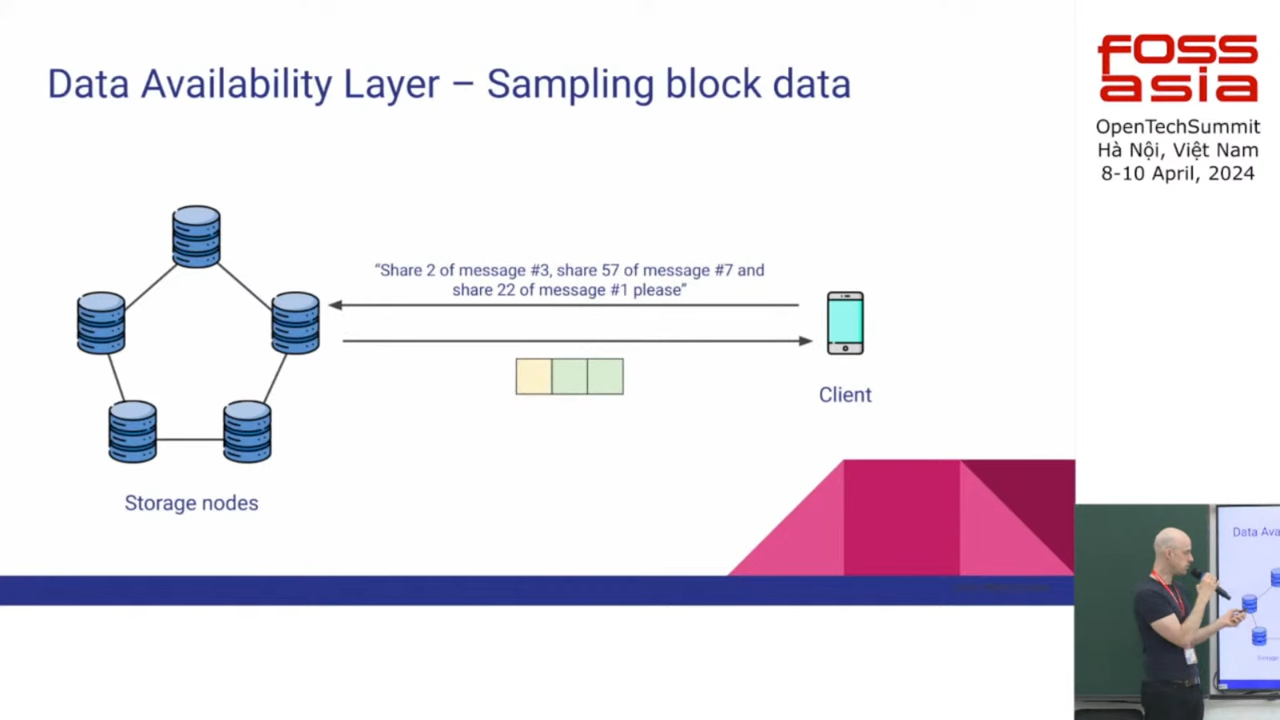 Data Availability Layer – Sampling block data
“Share 2 of message #3, share 57 of message #7 and
share 22 of message #1 please”
Client
Storage nodes
FOSS
asia
OpenTechSummit
Hà Nội, Việt Nam
8-10 April, 2024
Data Ava